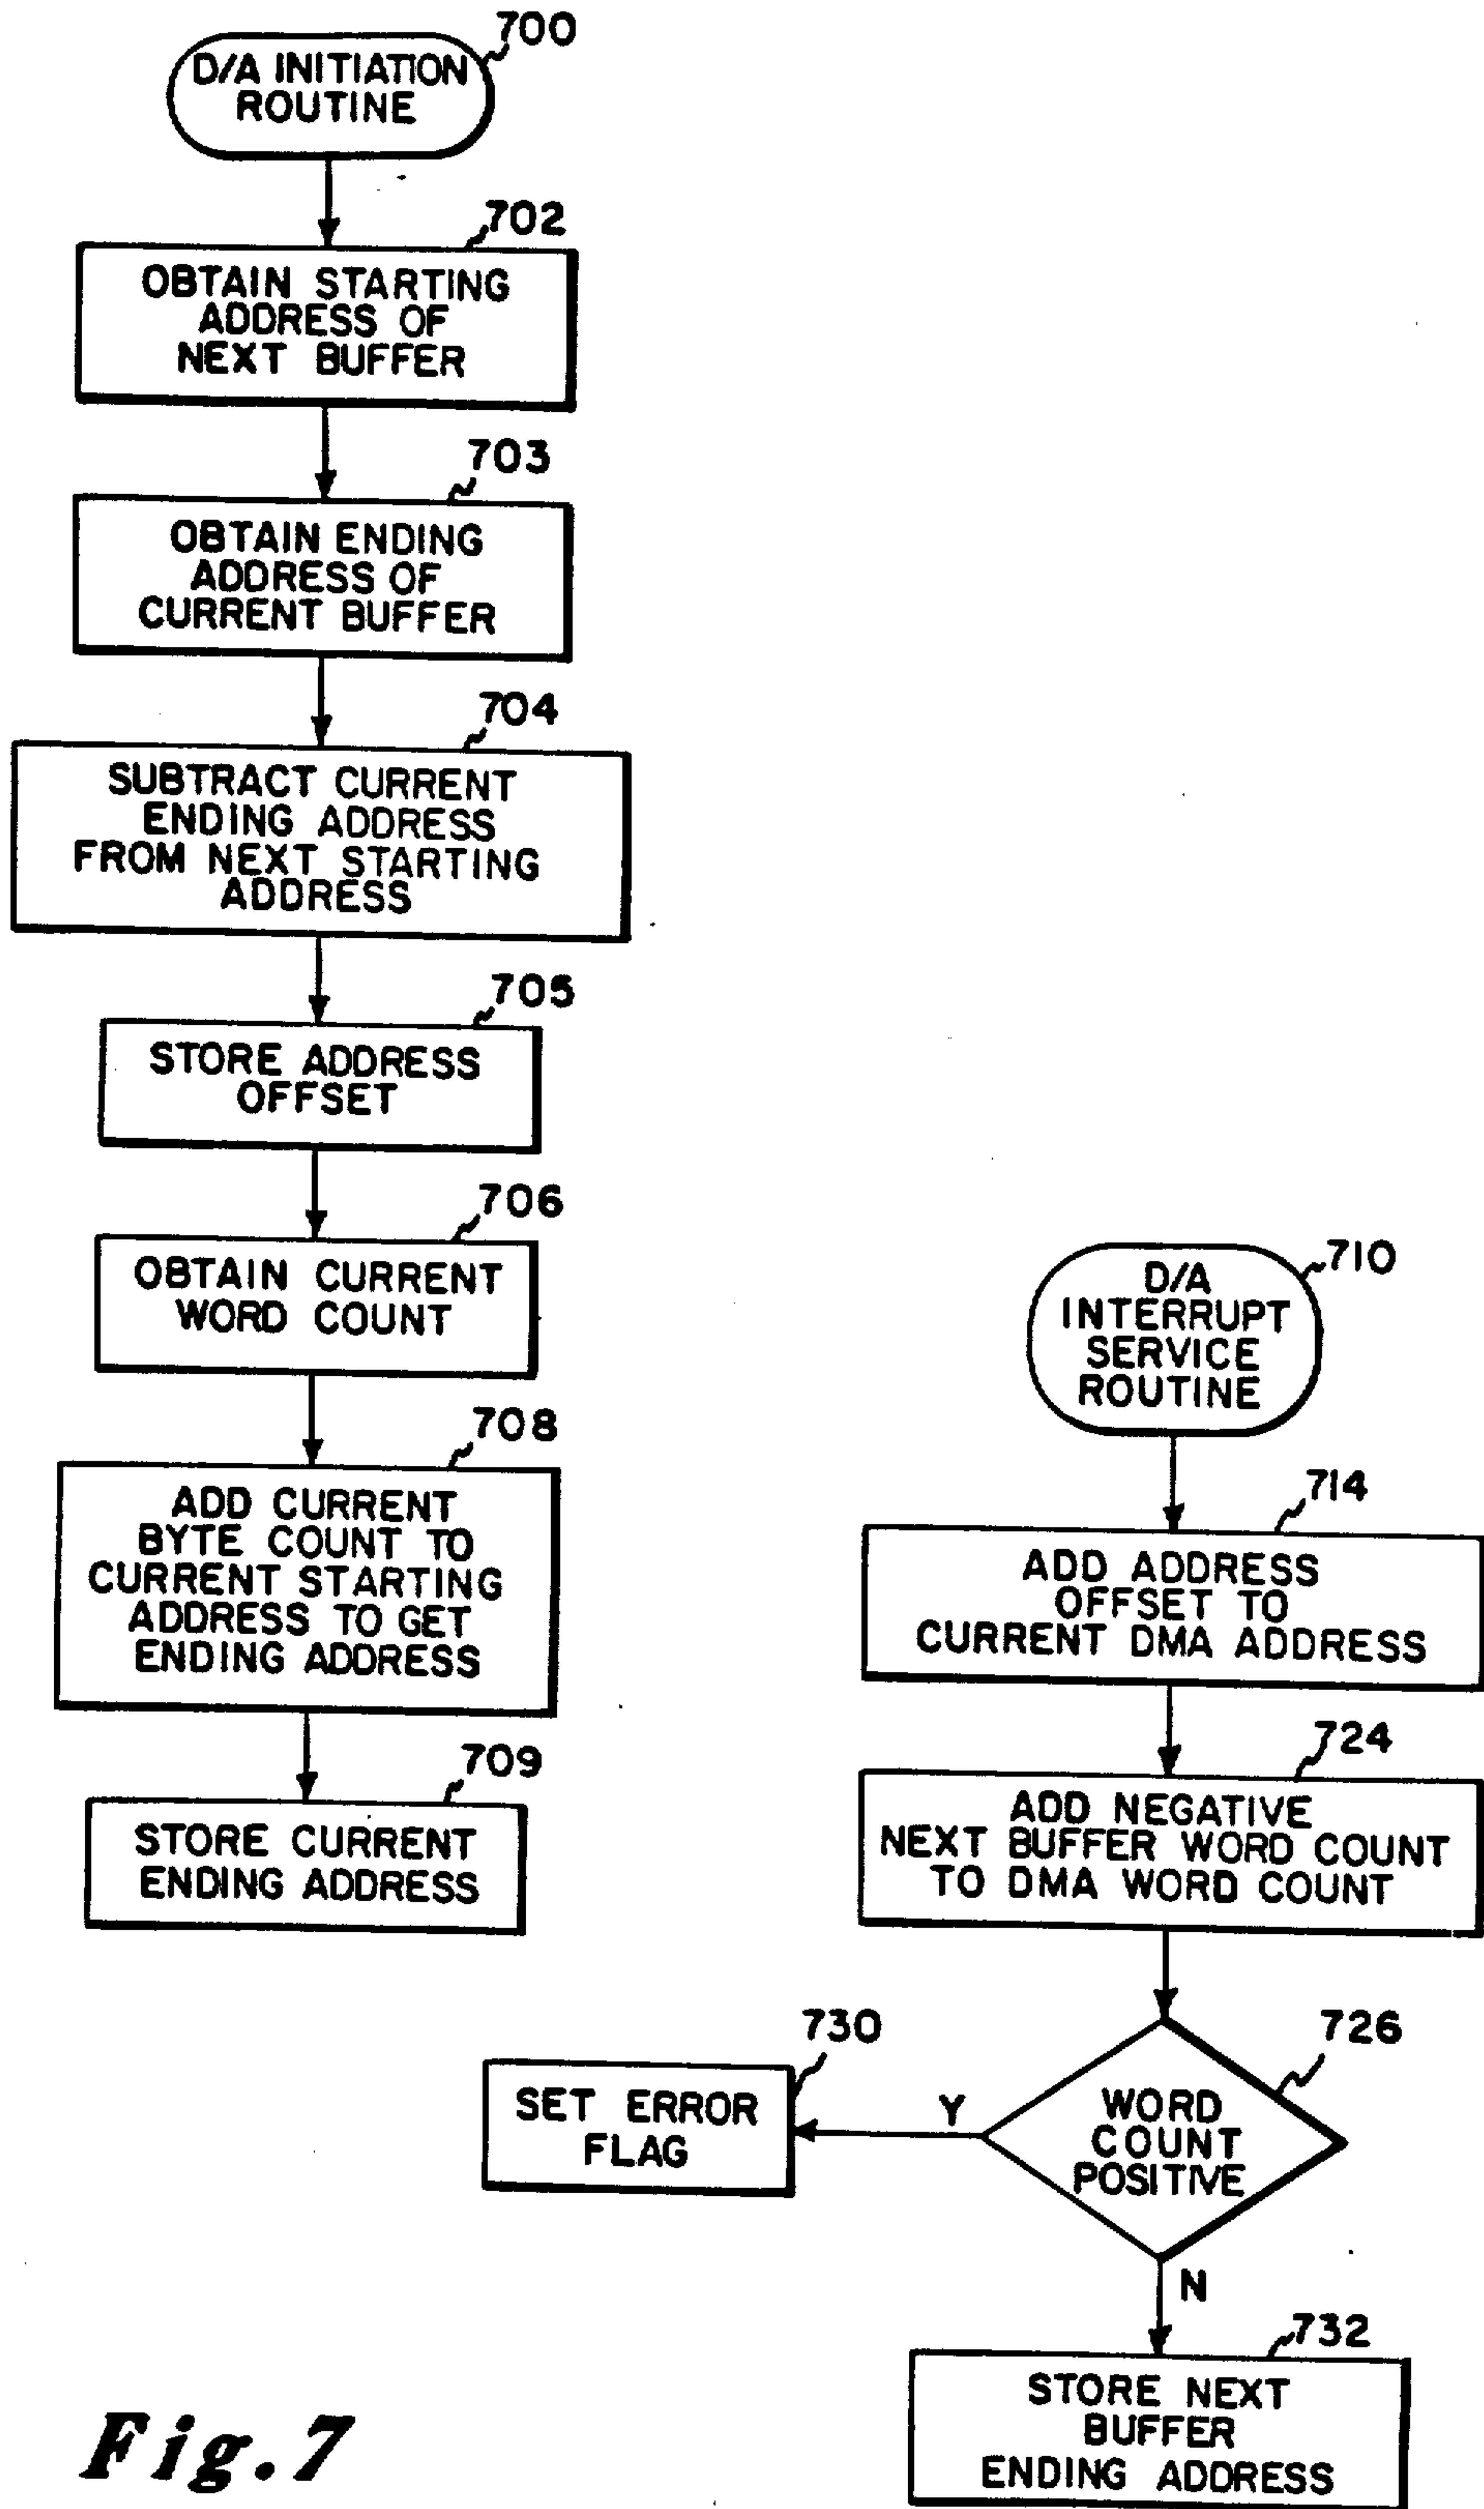 700
D/A INITIATION
ROUTINE
702
OBTAIN STARTING
ADDRESS OF
NEXT BUFFER
703
OBTAIN ENDING
ADDRESS OF
CURRENT BUFFER
704
SUBTRACT CURRENT
ENDING ADDRESS
FROM NEXT STARTING
ADDRESS
705
STORE ADDRESS
OFFSET
706
OBTAIN CURRENT
WORD COUNT
708
ADD CURRENT
BYTE COUNT TO
CURRENT STARTING
ADDRESS TO GET
ENDING ADDRESS
709
STORE CURRENT
ENDING ADDRESS
710
D/A
INTERRUPT
SERVICE
ROUTINE
714
ADD ADDRESS
OFFSET TO
CURRENT DMA ADDRESS
724
ADD NEGATIVE
NEXT BUFFER WORD COUNT
TO DMA WORD COUNT
726
WORD
COUNT
POSITIVE
Y
730
SET ERROR
FLAG
N
732
STORE NEXT
BUFFER
ENDING ADDRESS
Fig.7